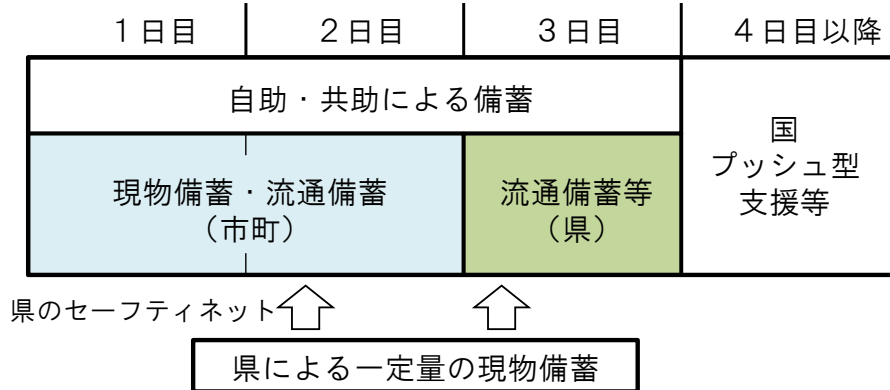 １日目 ２日目 ３日目 ４日目以降
自助・共助による備蓄
現物備蓄・流通備蓄
（市町）
流通備蓄等
（県）
国
プッシュ型
支援等
県のセーフティネット
県による一定量の現物備蓄